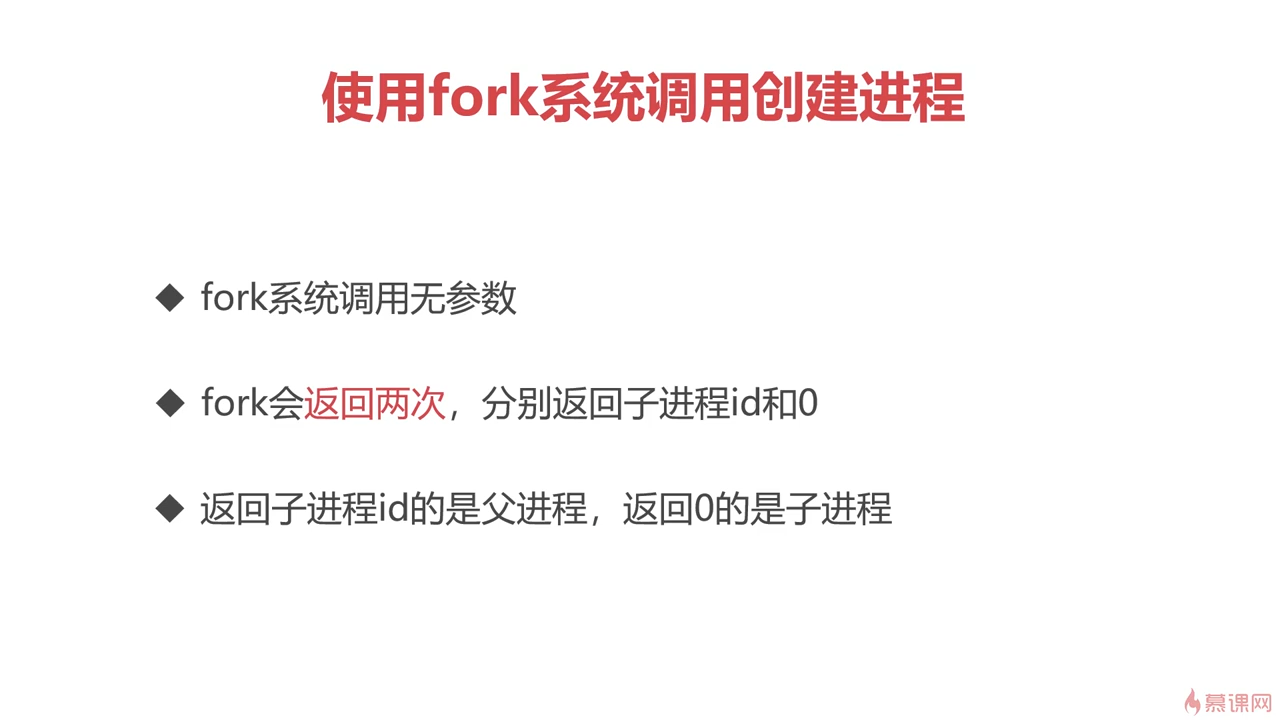 使用fork系统调用创建进程
◆ fork系统调用无参数
◆ fork会返回两次，分别返回子进程id和0
◆ 返回子进程id的是父进程，返回0的是子进程
慕课网